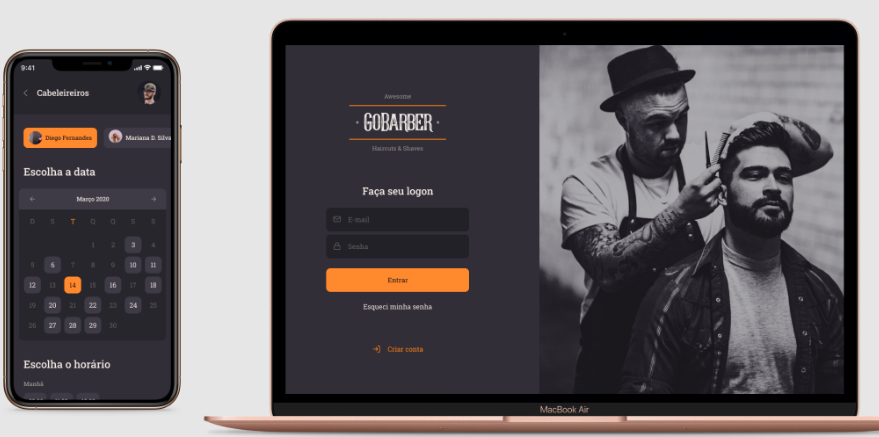 9:41
Cabeleireiros
Diego Fernandes
Mariana D. Silva
Escolha a data
Março 2020
D S T Q Q S S
1 2 3 4
5 6 7 8 9 10 11
12 13 14 15 16 17 18
19 20 21 22 23 24 25
26 27 28 29 30
Escolha o horário
Manhã
Awesome
GOBARBER
Haircuts & Shaves
Faça seu logon
E-mail
Senha
Entrar
Esqueci minha senha
Criar conta
MacBook Air